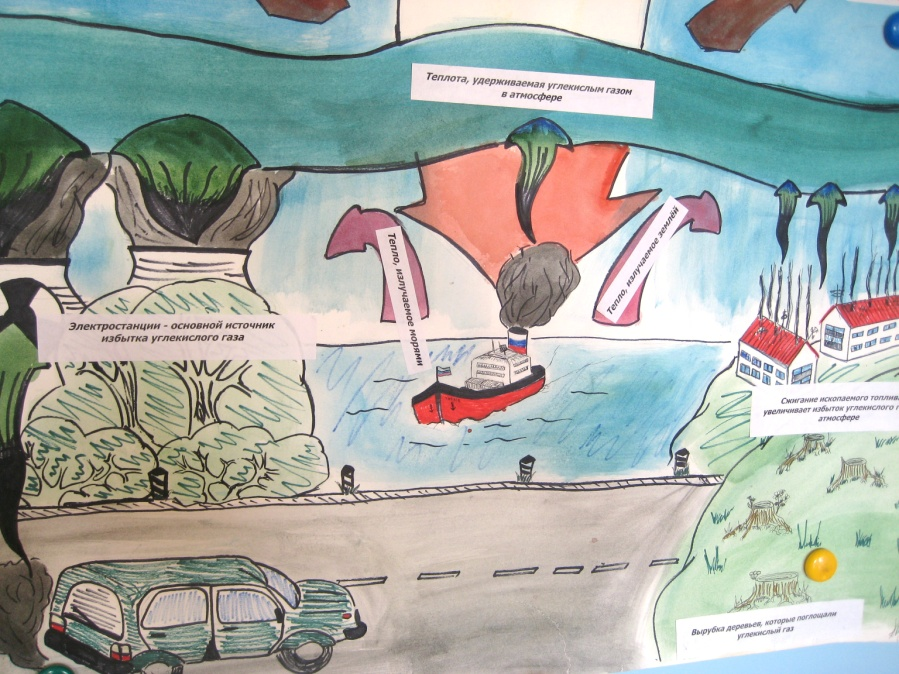 Теплота, удерживаемая углекислым газом
в атмосфере
Тепло, излучаемое морями
Тепло, излучаемое землёй
Электростанции - основной источник
избытка углекислого газа
Сжигание ископаемого топлива
увеличивает избыток углекислого
атмосфере
Вырубка деревьев, которые поглощали
углекислый газ